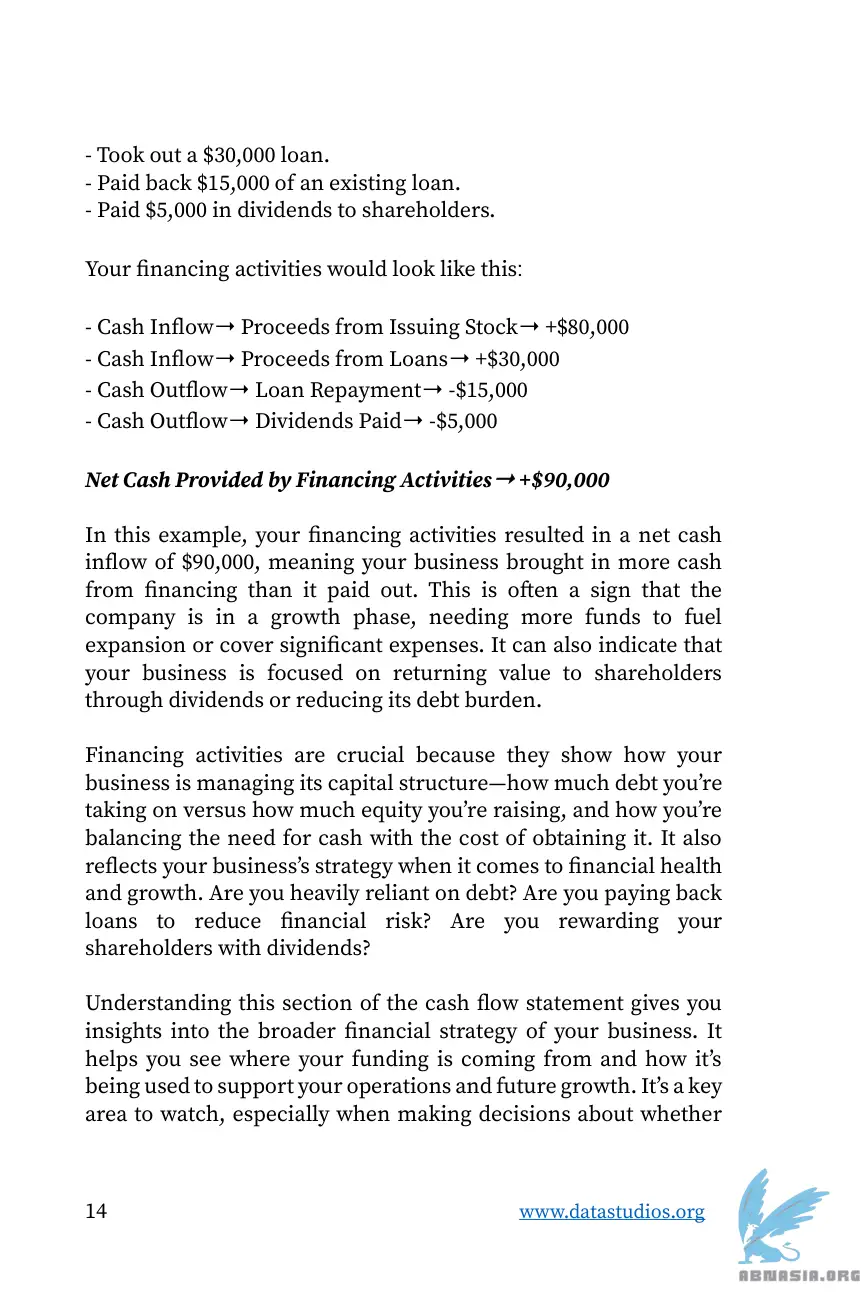 - Took out a $30,000 loan.
- Paid back $15,000 of an existing loan.
- Paid $5,000 in dividends to shareholders.
Your financing activities would look like this:
- Cash Inflow→ Proceeds from Issuing Stock→ +$80,000
- Cash Inflow→ Proceeds from Loans→ +$30,000
- Cash Outflow→ Loan Repayment→ -$15,000
- Cash Outflow→ Dividends Paid→ -$5,000
Net Cash Provided by Financing Activities→ +$90,000
In this example, your financing activities resulted in a net cash
inflow of $90,000, meaning your business brought in more cash
from financing than it paid out. This is often a sign that the
company is in a growth phase, needing more funds to fuel
expansion or cover significant expenses. It can also indicate that
your business is focused on returning value to shareholders
through dividends or reducing its debt burden.
Financing activities are crucial because they show how your
business is managing its capital structure—how much debt you’re
taking on versus how much equity you’re raising, and how you’re
balancing the need for cash with the cost of obtaining it. It also
reflects your business’s strategy when it comes to financial health
and growth. Are you heavily reliant on debt? Are you paying back
loans to reduce financial risk? Are you rewarding your
shareholders with dividends?
Understanding this section of the cash flow statement gives you
insights into the broader financial strategy of your business. It
helps you see where your funding is coming from and how it’s
being used to support your operations and future growth. It’s a key
area to watch, especially when making decisions about whether
14 www.datastudios.org
ABNASIA.ORG